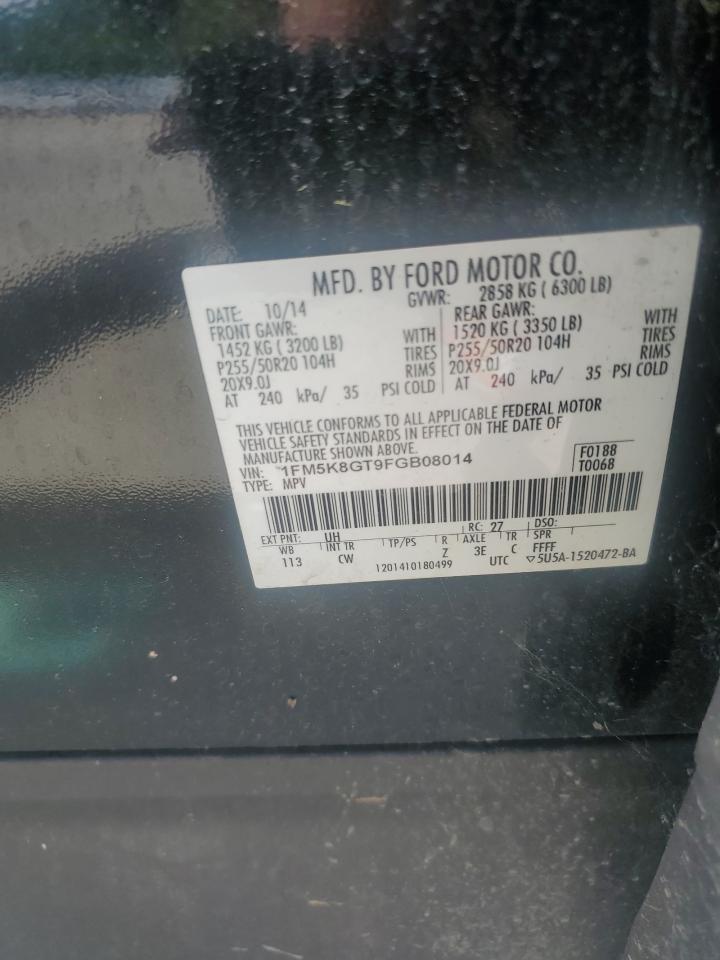 MFD. BY FORD MOTOR CO.
DATE: 10/14 GVWR: 2858 KG ( 6300 LB)
FRONT GAWR: REAR GAWR:
1452 KG ( 3200 LB) WITH 1520 KG ( 3350 LB) WITH
P255/50R20 104H TIRES P255/50R20 104H TIRES
20X9.0J RIMS 20X9.0J RIMS
AT 240 kPa/ 35 PSI COLD AT 240 kPa/ 35 PSI COLD
THIS VEHICLE CONFORMS TO ALL APPLICABLE FEDERAL MOTOR
VEHICLE SAFETY STANDARDS IN EFFECT ON THE DATE OF
MANUFACTURE SHOWN ABOVE.
VIN: 1FM5K8GT9FGB08014 F0188
TYPE: MPV T0068
EXT PNT: UH RC: 27 DSO:
WB INT TR TP/PS R AXLE TR SPR
113 CW Z 3E C FFFF
1201410180499 UTC ▽5U5A-1520472-BA